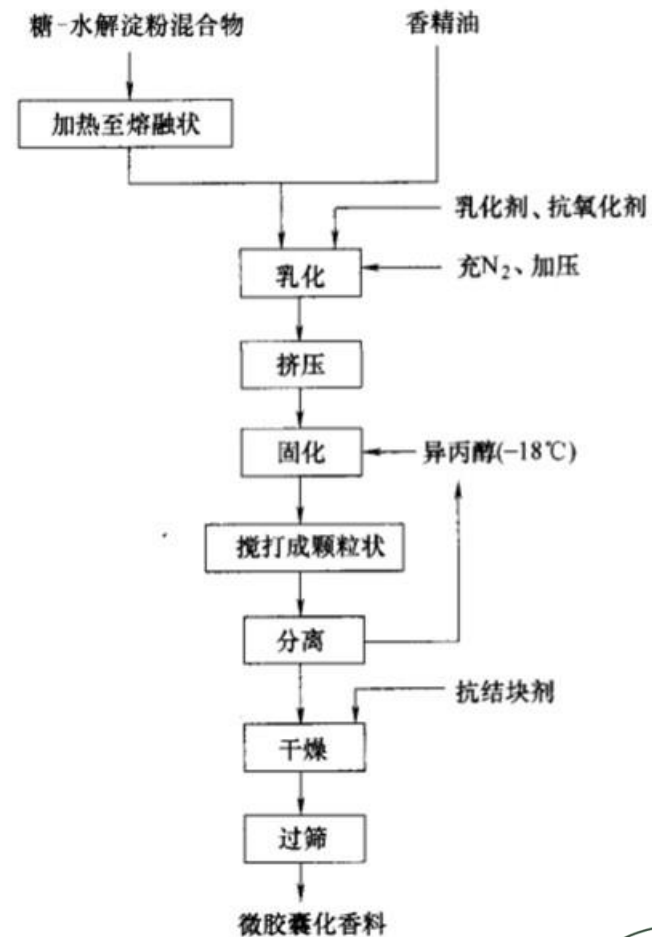 糖-水解淀粉混合物
香精油
加热至熔融状
乳化剂、抗氧化剂
乳化
充N₂、加压
挤压
固化
异丙醇(-18℃)
搅打成颗粒状
分离
抗结块剂
干燥
过筛
微胶囊化香料